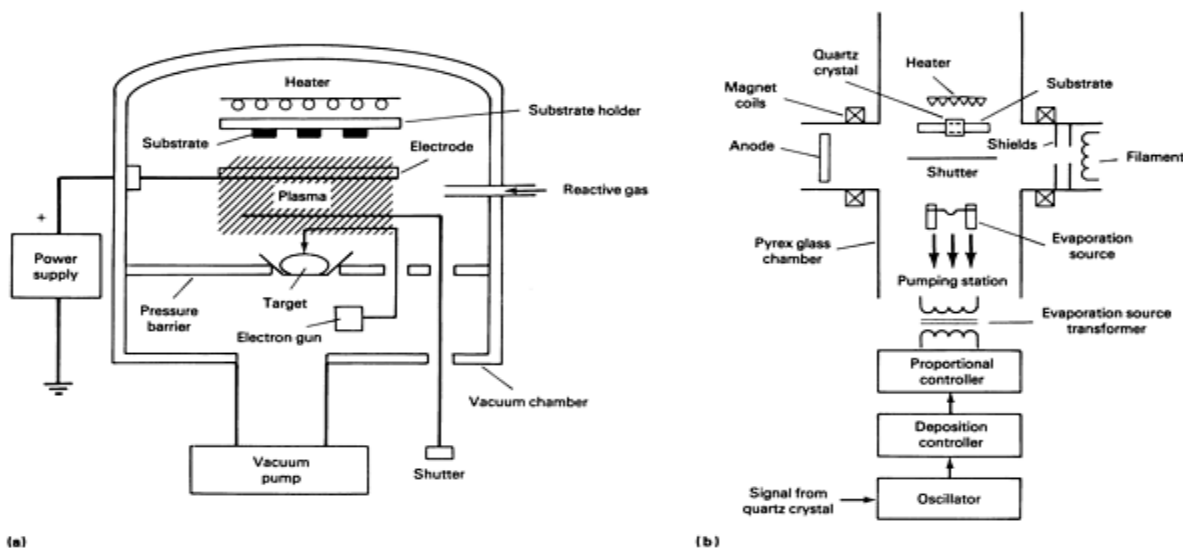 Heater
Substrate holder
Substrate
Electrode
Plasma
Reactive gas
+
Power
supply
Target
Pressure
barrier
Electron gun
Vacuum chamber
Vacuum
pump
Shutter
(a)
Quartz
crystal
Heater
Magnet
coils
Substrate
Anode
Shields
Filament
Shutter
Pyrex glass
chamber
Evaporation
source
Pumping station
Evaporation source
transformer
Proportional
controller
Deposition
controller
Signal from
quartz crystal
Oscillator
(b)